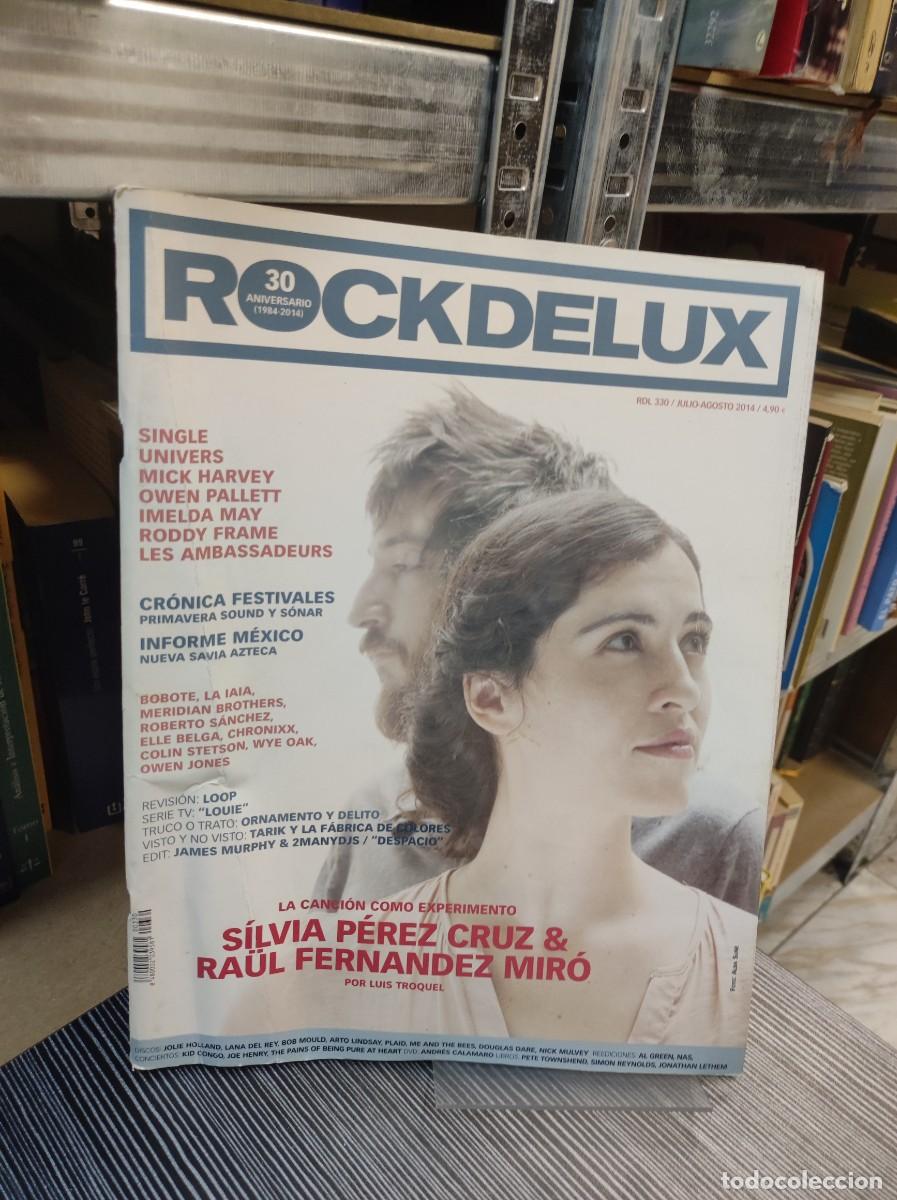 ROCKDELUX
30
ANIVERSARIO
(1984-2014)
RDL 330 / JULIO-AGOSTO 2014 / 4,90 €
SINGLE
UNIVERS
MICK HARVEY
OWEN PALLETT
IMELDA MAY
RODDY FRAME
LES AMBASSADEURS
CRÓNICA FESTIVALES
PRIMAVERA SOUND Y SÓNAR
INFORME MÉXICO
NUEVA SAVIA AZTECA
BOBOTE, LA IAIA,
MERIDIAN BROTHERS,
ROBERTO SÁNCHEZ,
ELLE BELGA, CHRONIXX,
COLIN STETSON, WYE OAK,
OWEN JONES
REVISIÓN: LOOP
SERIE TV: "LOUIE"
TRUCO O TRATO: ORNAMENTO Y DELITO
VISTO Y NO VISTO: TARIK Y LA FÁBRICA DE COLORES
EDIT: JAMES MURPHY & 2MANYDJS / "DESPACIO"
LA CANCIÓN COMO EXPERIMENTO
SÍLVIA PÉREZ CRUZ &
RAÜL FERNANDEZ MIRÓ
POR LUIS TROQUEL
DISCOS: JOLIE HOLLAND, LANA DEL REY, BOB MOULD, ARTO LINDSAY, PLAID, ME AND THE BEES, DOUGLAS DARE, NICK MULVEY REEDICIONES: AL GREEN, NAS,
CONCIERTOS: KID CONGO, JOE HENRY, THE PAINS OF BEING PURE AT HEART DVD: ANDRÉS CALAMARO LIBROS: PETE TOWNSHEND, SIMON REYNOLDS, JONATHAN LETHEM
John le Carré
todocoleccion